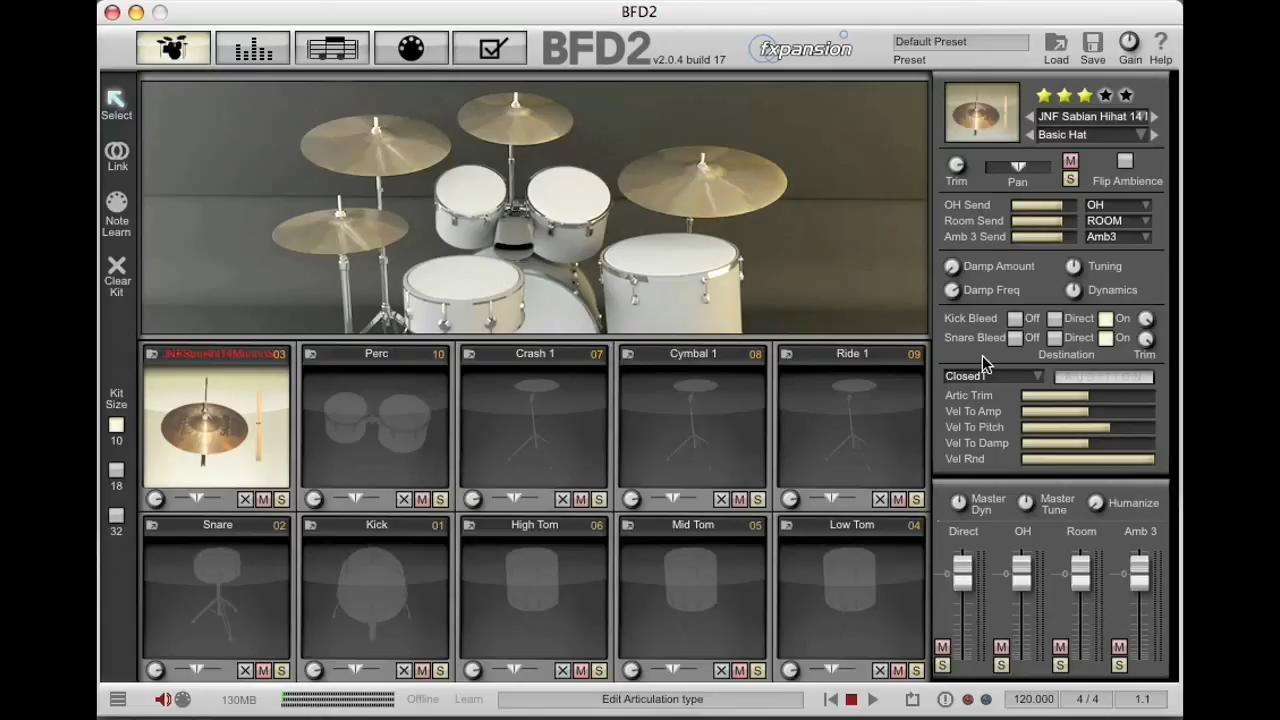 BFD2
BFD2
v2.0.4 build 17
fxpansion
Default Preset
Preset
Load
Save
Gain
Help
Select
Link
Note
Learn
Clear
Kit
Kit
Size
10
18
32
JNF Sabian Hihat 14
Basic Hat
Trim
Pan
M
S
Flip Ambience
OH Send
OH
Room Send
ROOM
Amb 3 Send
Amb3
Damp Amount
Tuning
Damp Freq
Dynamics
Kick Bleed
Off
Direct
On
Snare Bleed
Off
Direct
On
Destination
Trim
Closed1
Artic Trim
Vel To Amp
Vel To Pitch
Vel To Damp
Vel Rnd
03
Perc
10
Crash 1
07
Cymbal 1
08
Ride 1
09
X M S
X M S
X M S
X M S
X M S
Snare
02
Kick
01
High Tom
06
Mid Tom
05
Low Tom
04
X M S
X M S
X M S
X M S
X M S
Master
Dyn
Master
Tune
Humanize
Direct
OH
Room
Amb 3
0
0
0
0
M
M
M
M
S
S
S
S
130MB
Offline
Learn
Edit Articulation type
120.000
4 / 4
1.1